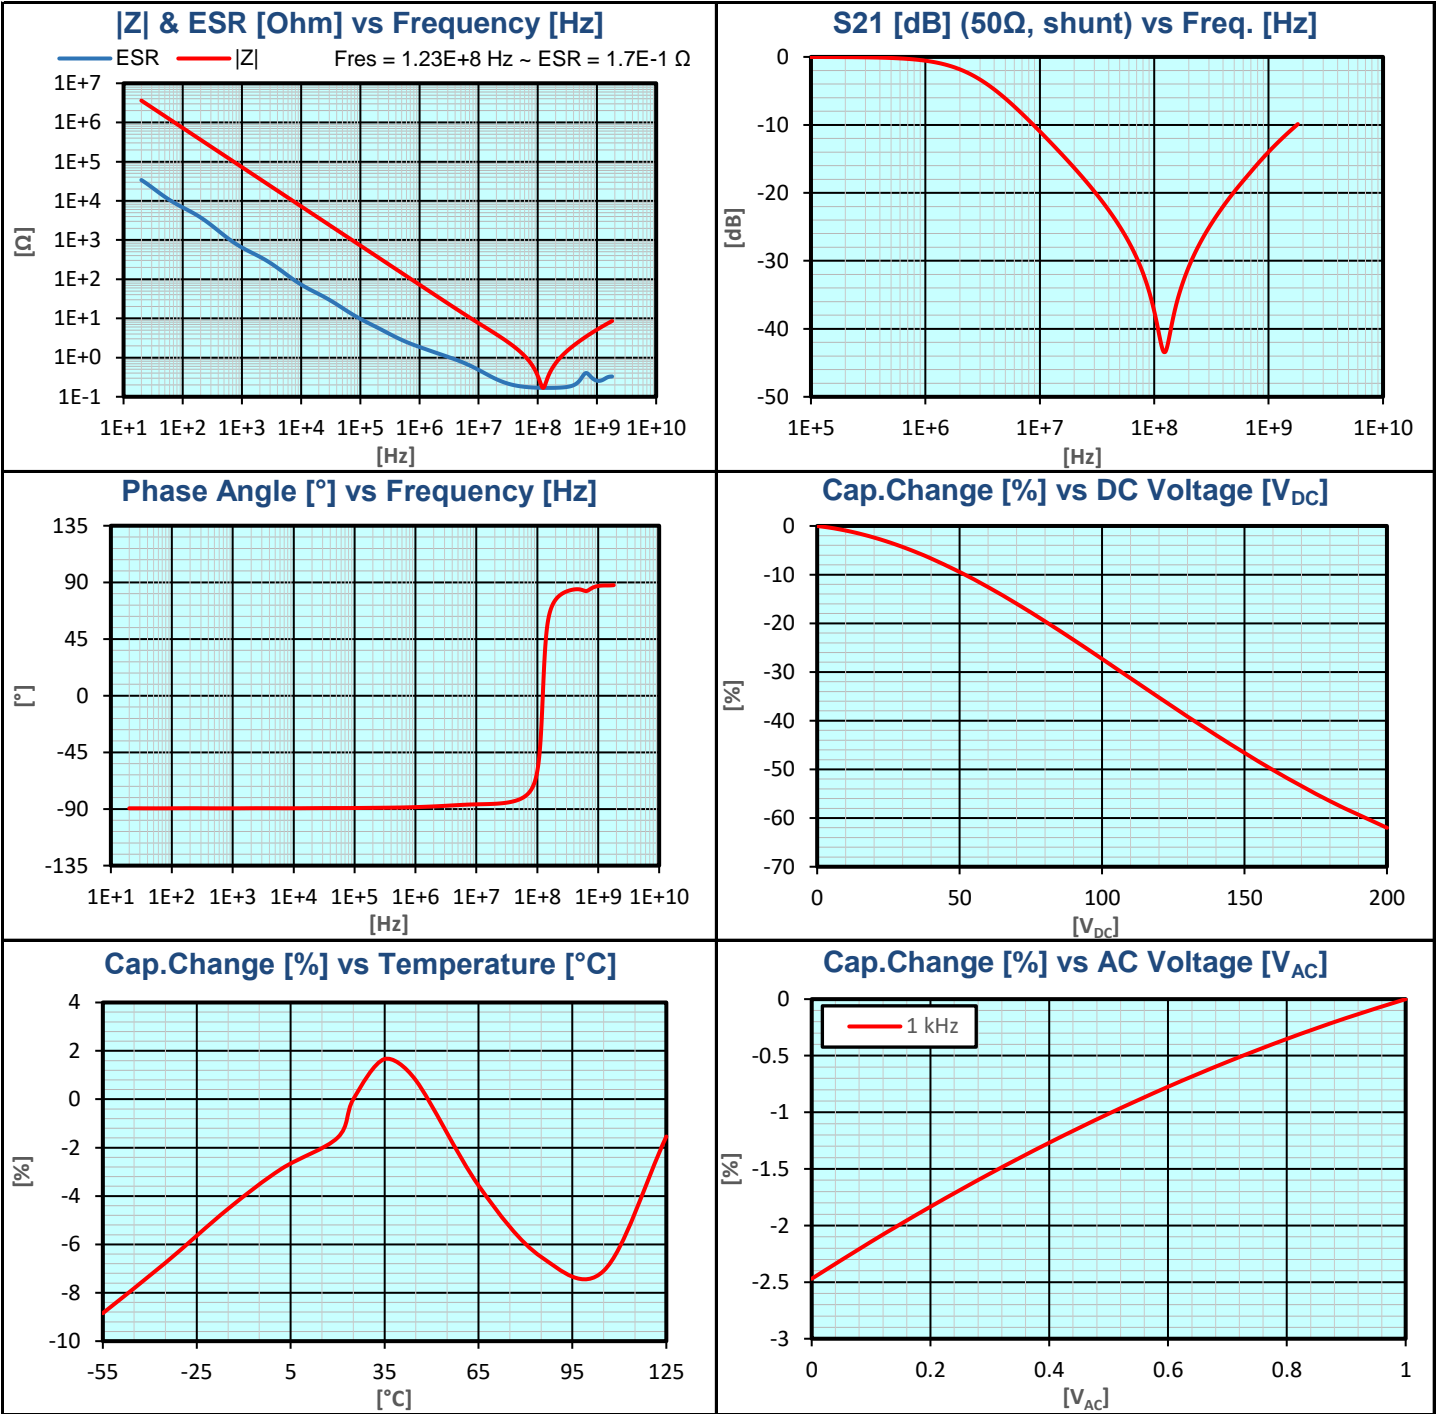 |Z| & ESR [Ohm] vs Frequency [Hz]
ESR |Z| Fres = 1.23E+8 Hz ~ ESR = 1.7E-1 Ω
1E+7
1E+6
1E+5
1E+4
1E+3
1E+2
1E+1
1E+0
1E-1
[Ω]
1E+1 1E+2 1E+3 1E+4 1E+5 1E+6 1E+7 1E+8 1E+9 1E+10
[Hz]
S21 [dB] (50Ω, shunt) vs Freq. [Hz]
0
-10
-20
-30
-40
-50
[dB]
1E+5 1E+6 1E+7 1E+8 1E+9 1E+10
[Hz]
Phase Angle [°] vs Frequency [Hz]
135
90
45
0
-45
-90
-135
[°]
1E+1 1E+2 1E+3 1E+4 1E+5 1E+6 1E+7 1E+8 1E+9 1E+10
[Hz]
Cap.Change [%] vs DC Voltage [VDC]
0
-10
-20
-30
-40
-50
-60
-70
[%]
0 50 100 150 200
[VDC]
Cap.Change [%] vs Temperature [°C]
4
2
0
-2
-4
-6
-8
-10
[%]
-55 -25 5 35 65 95 125
[°C]
Cap.Change [%] vs AC Voltage [VAC]
1 kHz
0
-0.5
-1
-1.5
-2
-2.5
-3
[%]
0 0.2 0.4 0.6 0.8 1
[VAC]